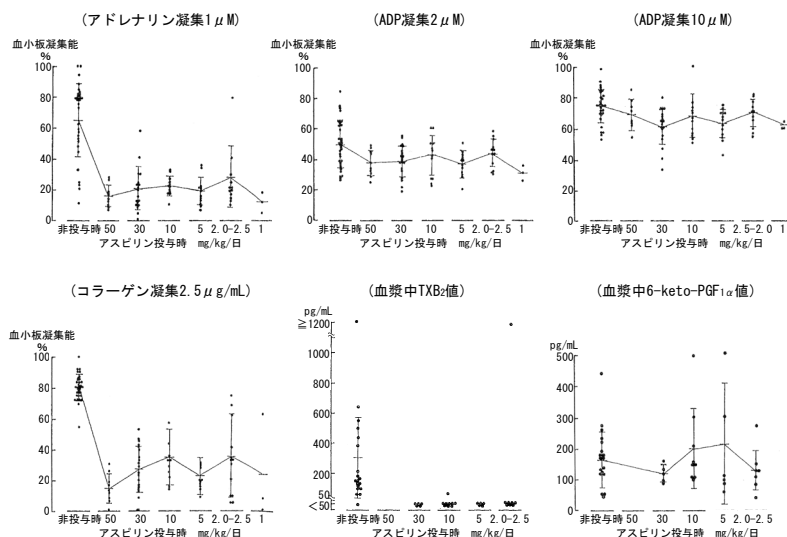 (アドレナリン凝集1μM)
血小板凝集能
%
100
80
60
40
20
0
非投与時 50 30 10 5 2.0-2.5 1
アスピリン投与時 mg/kg/日
(ADP凝集2μM)
血小板凝集能
%
100
80
60
40
20
0
非投与時 50 30 10 5 2.0-2.5 1
アスピリン投与時 mg/kg/日
(ADP凝集10μM)
血小板凝集能
%
100
80
60
40
20
0
非投与時 50 30 10 5 2.5-2.0 1
アスピリン投与時 mg/kg/日
(コラーゲン凝集2.5μg/mL)
血小板凝集能
%
100
80
60
40
20
0
非投与時 50 30 10 5 2.0-2.5 1
アスピリン投与時 mg/kg/日
(血漿中TXB2値)
pg/mL
≧1200
1000
800
600
400
200
50
<50
非投与時 50 30 10 5 2.0-2.5
アスピリン投与時 mg/kg/日
(血漿中6-keto-PGF1α値)
pg/mL
500
400
300
200
100
0
非投与時 50 30 10 5 2.0-2.5
アスピリン投与時 mg/kg/日